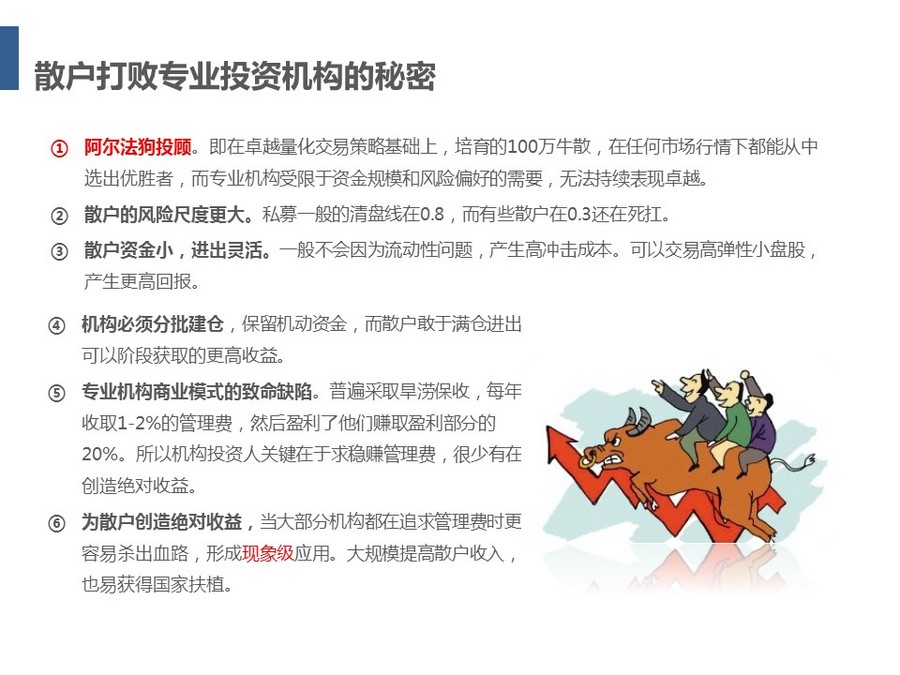 散户打败专业投资机构的秘密
① 阿尔法狗投顾。即在卓越量化交易策略基础上，培育的100万牛散，在任何市场行情下都能从中
选出优胜者，而专业机构受限于资金规模和风险偏好的需要，无法持续表现卓越。
② 散户的风险尺度更大。私募一般的清盘线在0.8，而有些散户在0.3还在死扛。
③ 散户资金小，进出灵活。一般不会因为流动性问题，产生高冲击成本。可以交易高弹性小盘股，
产生更高回报。
④ 机构必须分批建仓，保留机动资金，而散户敢于满仓进出
可以阶段获取的更高收益。
⑤ 专业机构商业模式的致命缺陷。普遍采取旱涝保收，每年
收取1-2%的管理费，然后盈利了他们赚取盈利部分的
20%。所以机构投资人关键在于求稳赚管理费，很少有在
创造绝对收益。
⑥ 为散户创造绝对收益，当大部分机构都在追求管理费时更
容易杀出血路，形成现象级应用。大规模提高散户收入，
也易获得国家扶植。